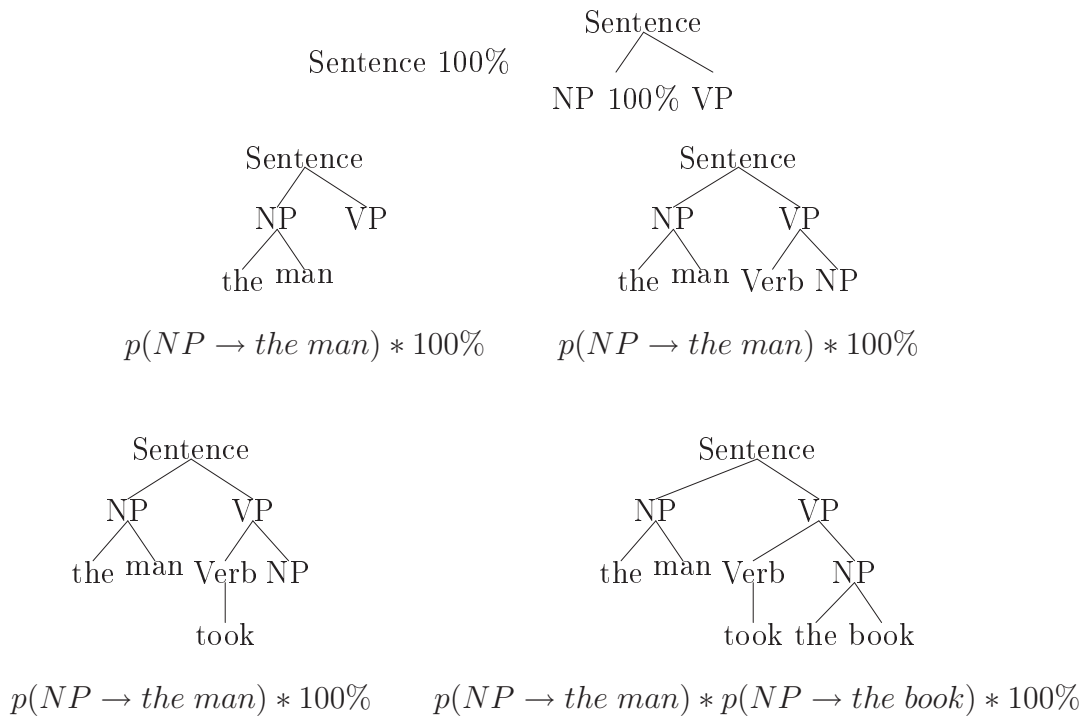 Sentence 100%
Sentence
NP 100% VP
Sentence
NP VP
the man
p(NP → the man) ∗ 100%
Sentence
NP VP
the man Verb NP
p(NP → the man) ∗ 100%
Sentence
NP VP
the man Verb NP
took
p(NP → the man) ∗ 100%
Sentence
NP VP
the man Verb NP
took the book
p(NP → the man) ∗ p(NP → the book) ∗ 100%